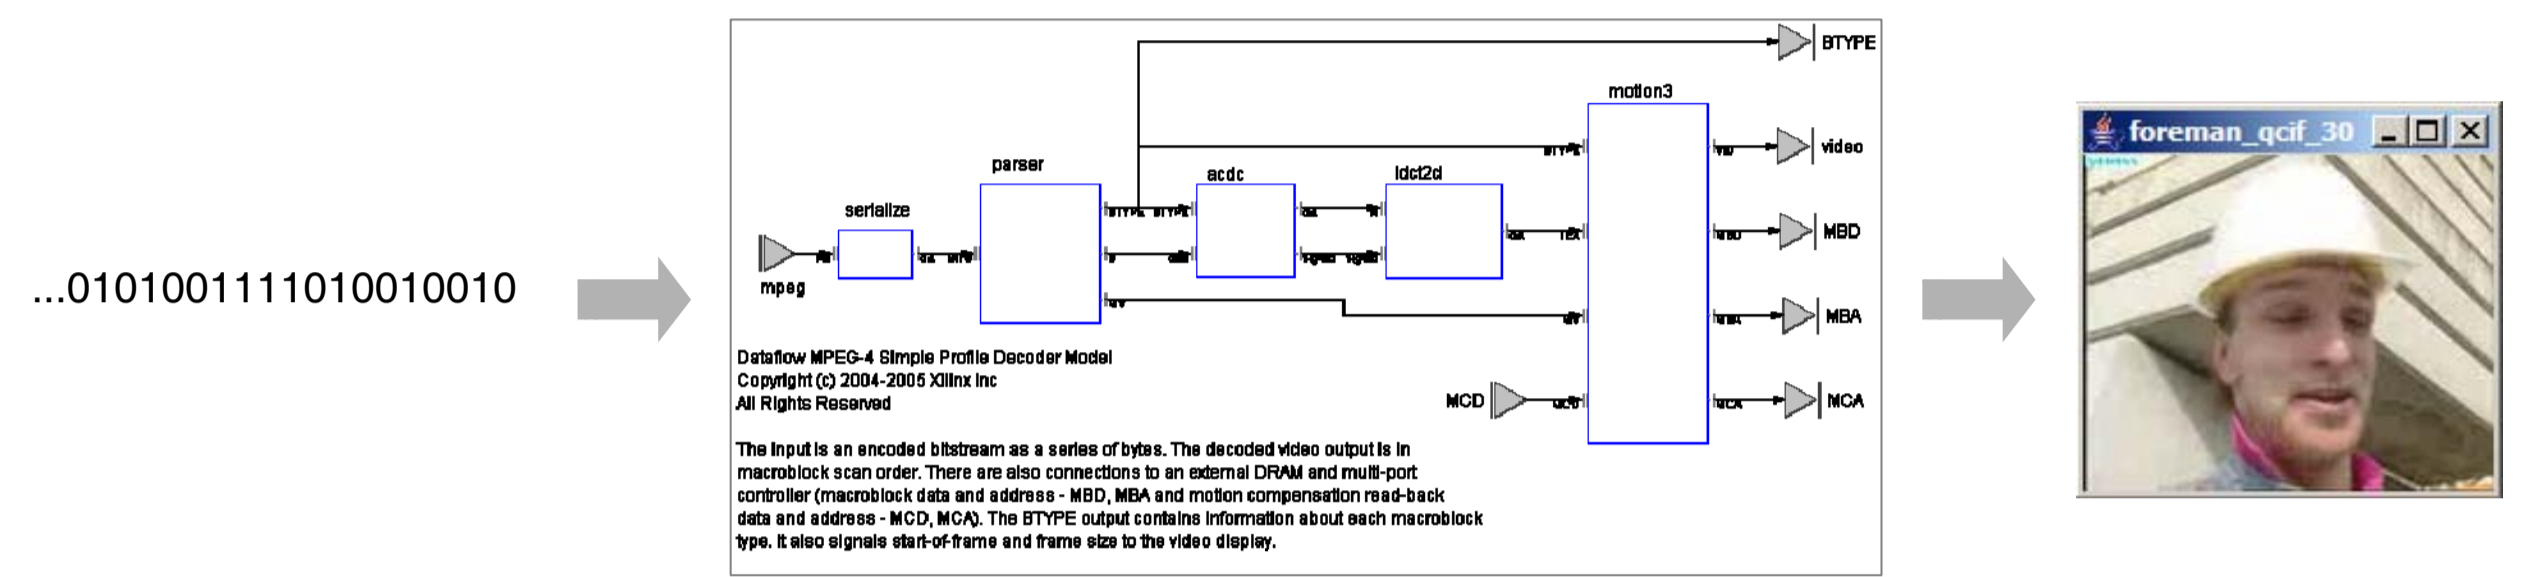 ...0101001111010010010
mpeg
serialize
parser
acdc
idct2d
motion3
BTYPE
video
MBD
MBA
MCA
MCD
BTYPE BTYPE
BTYPE
Dataflow MPEG-4 Simple Profile Decoder Model
Copyright (c) 2004-2005 Xilinx Inc
All Rights Reserved
The input is an encoded bitstream as a series of bytes. The decoded video output is in
macroblock scan order. There are also connections to an external DRAM and multi-port
controller (macroblock data and address - MBD, MBA and motion compensation read-back
data and address - MCD, MCA). The BTYPE output contains information about each macroblock
type. It also signals start-of-frame and frame size to the video display.
foreman_qcif_30